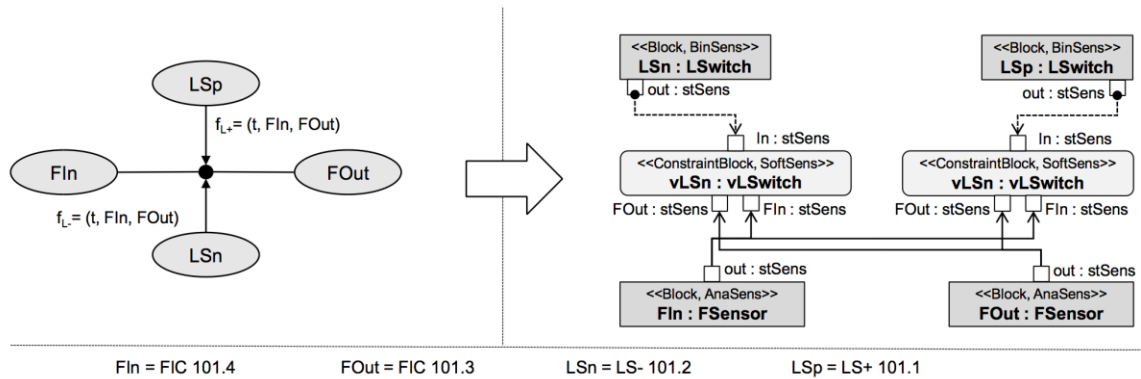 LSp
f_L+= (t, FIn, FOut)
FIn
FOut
f_L-= (t, FIn, FOut)
LSn
<<Block, BinSens>>
LSn : LSwitch
out : stSens
<<Block, BinSens>>
LSp : LSwitch
out : stSens
In : stSens
In : stSens
<<ConstraintBlock, SoftSens>>
vLSn : vLSwitch
<<ConstraintBlock, SoftSens>>
vLSn : vLSwitch
FOut : stSens
FIn : stSens
FOut : stSens
FIn : stSens
out : stSens
out : stSens
<<Block, AnaSens>>
FIn : FSensor
<<Block, AnaSens>>
FOut : FSensor
FIn = FIC 101.4
FOut = FIC 101.3
LSn = LS- 101.2
LSp = LS+ 101.1